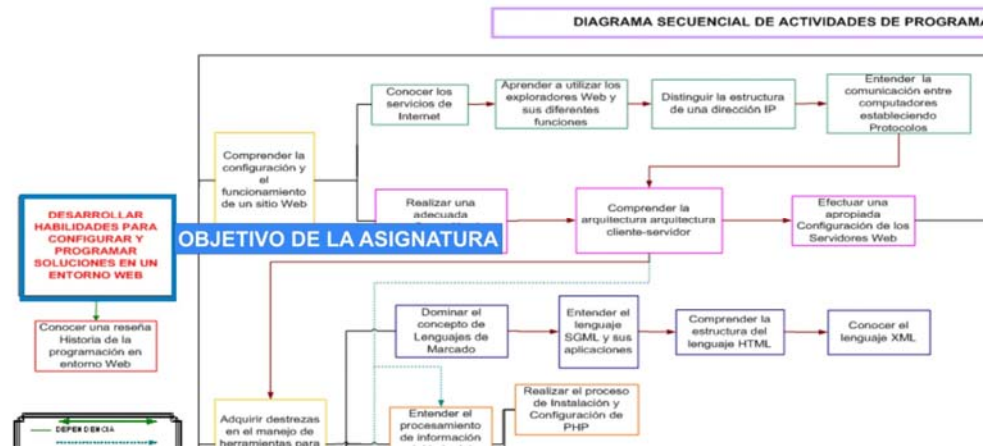 DIAGRAMA SECUENCIAL DE ACTIVIDADES DE
Conocer los
servicios de
Internet
Aprender a utilizar los
exploradores Web y
sus diferentes
funciones
Distinguir la estructura
de una dirección IP
Entender la
comunicación entre
computadores
estableciendo
Protocolos
Comprender la
configuración y
el
funcionamiento
de un sitio Web
Realizar una
adecuada
Comprender la
arquitectura arquitectura
cliente-servidor
Efectuar una
apropiada
Configuración de los
Servidores Web
DESARROLLAR
HABILIDADES PARA
CONFIGURAR Y
PROGRAMAR
SOLUCIONES EN UN
ENTORNO WEB
OBJETIVO DE LA ASIGNATURA
Conocer una reseña
Historia de la
programación en
entorno Web
Dominar el
concepto de
Lenguajes de
Marcado
Entender el
lenguaje
SGML y sus
aplicaciones
Comprender la
estructura del
lenguaje HTML
Conocer el
lenguaje XML
Adquirir destrezas
en el manejo de
herramientas para
Entender el
procesamiento
de información
Realizar el proceso
de Instalación y
Configuración de
PHP
DEPENDENCIA